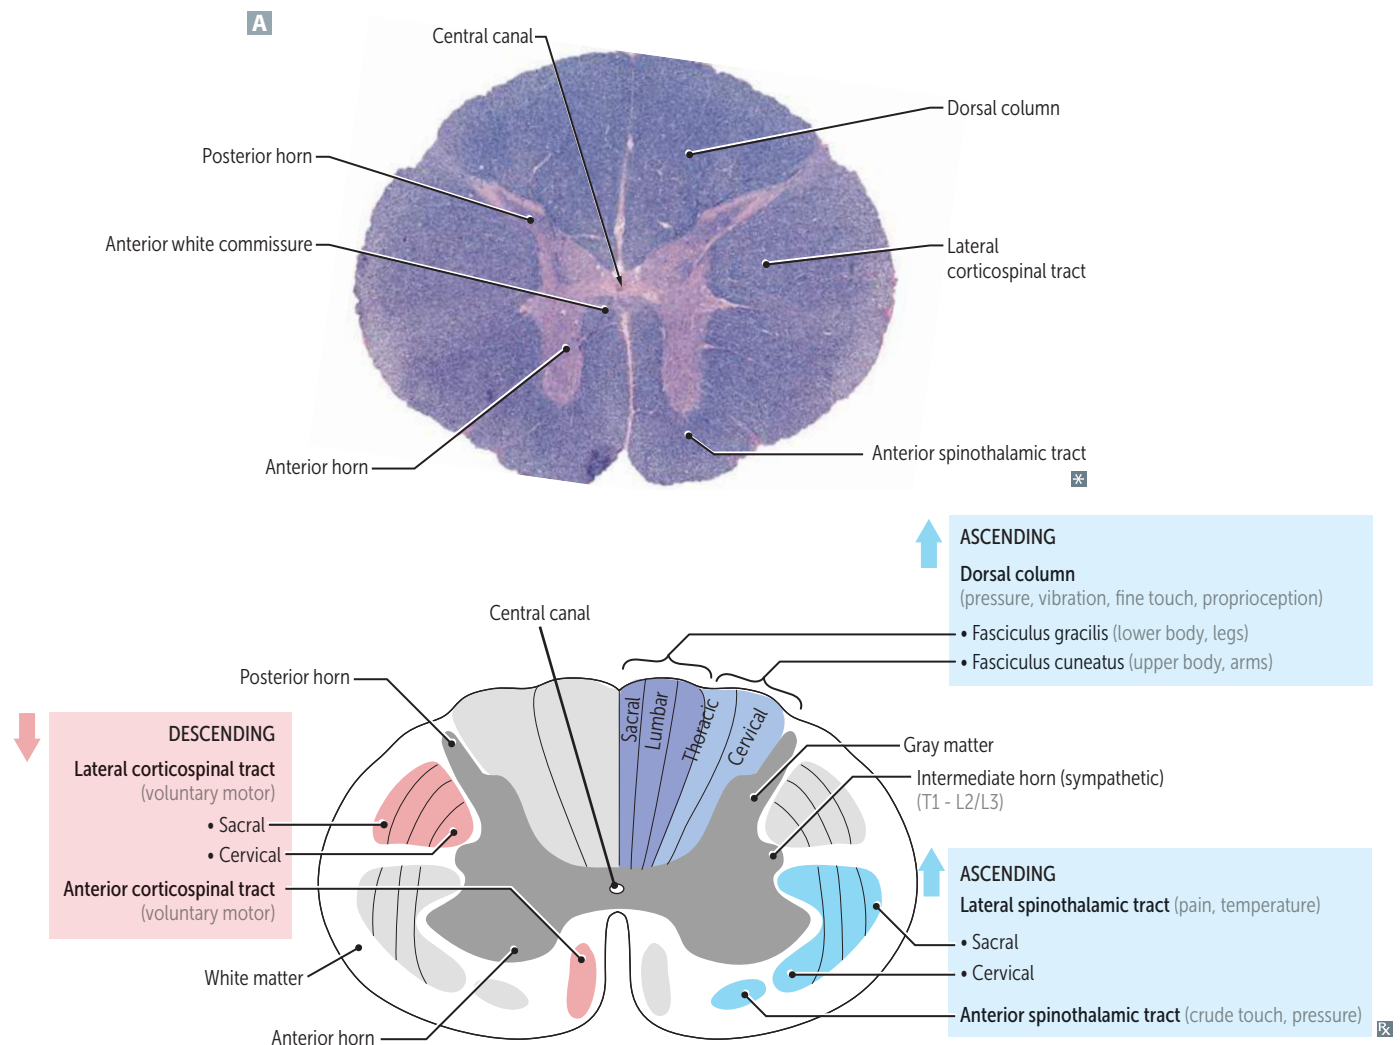 A
Central canal
Dorsal column
Posterior horn
Anterior white commissure
Lateral
corticospinal tract
Anterior horn
Anterior spinothalamic tract
ASCENDING
Dorsal column
(pressure, vibration, fine touch, proprioception)
• Fasciculus gracilis (lower body, legs)
• Fasciculus cuneatus (upper body, arms)
Central canal
Posterior horn
Sacral
Lumbar
Thoracic
Cervical
DESCENDING
Lateral corticospinal tract
(voluntary motor)
• Sacral
• Cervical
Anterior corticospinal tract
(voluntary motor)
Gray matter
Intermediate horn (sympathetic)
(T1 - L2/L3)
ASCENDING
Lateral spinothalamic tract (pain, temperature)
• Sacral
• Cervical
Anterior spinothalamic tract (crude touch, pressure)
White matter
Anterior horn
℞